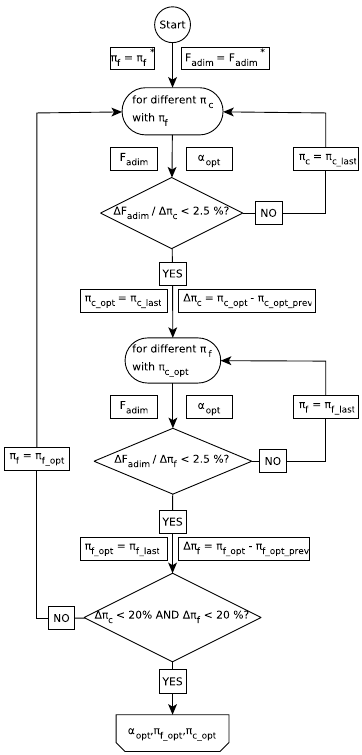 Start
π_f = π_f^*
F_adim = F_adim^*
for different π_c
with π_f
F_adim
α_opt
π_c = π_c_last
ΔF_adim / Δπ_c < 2.5 %?
NO
YES
π_c_opt = π_c_last
Δπ_c = π_c_opt - π_c_opt_prev
for different π_f
with π_c_opt
F_adim
α_opt
π_f = π_f_last
π_f = π_f_opt
ΔF_adim / Δπ_f < 2.5 %?
NO
YES
π_f_opt = π_f_last
Δπ_f = π_f_opt - π_f_opt_prev
NO
Δπ_c < 20% AND Δπ_f < 20 %?
YES
α_opt,π_f_opt,π_c_opt